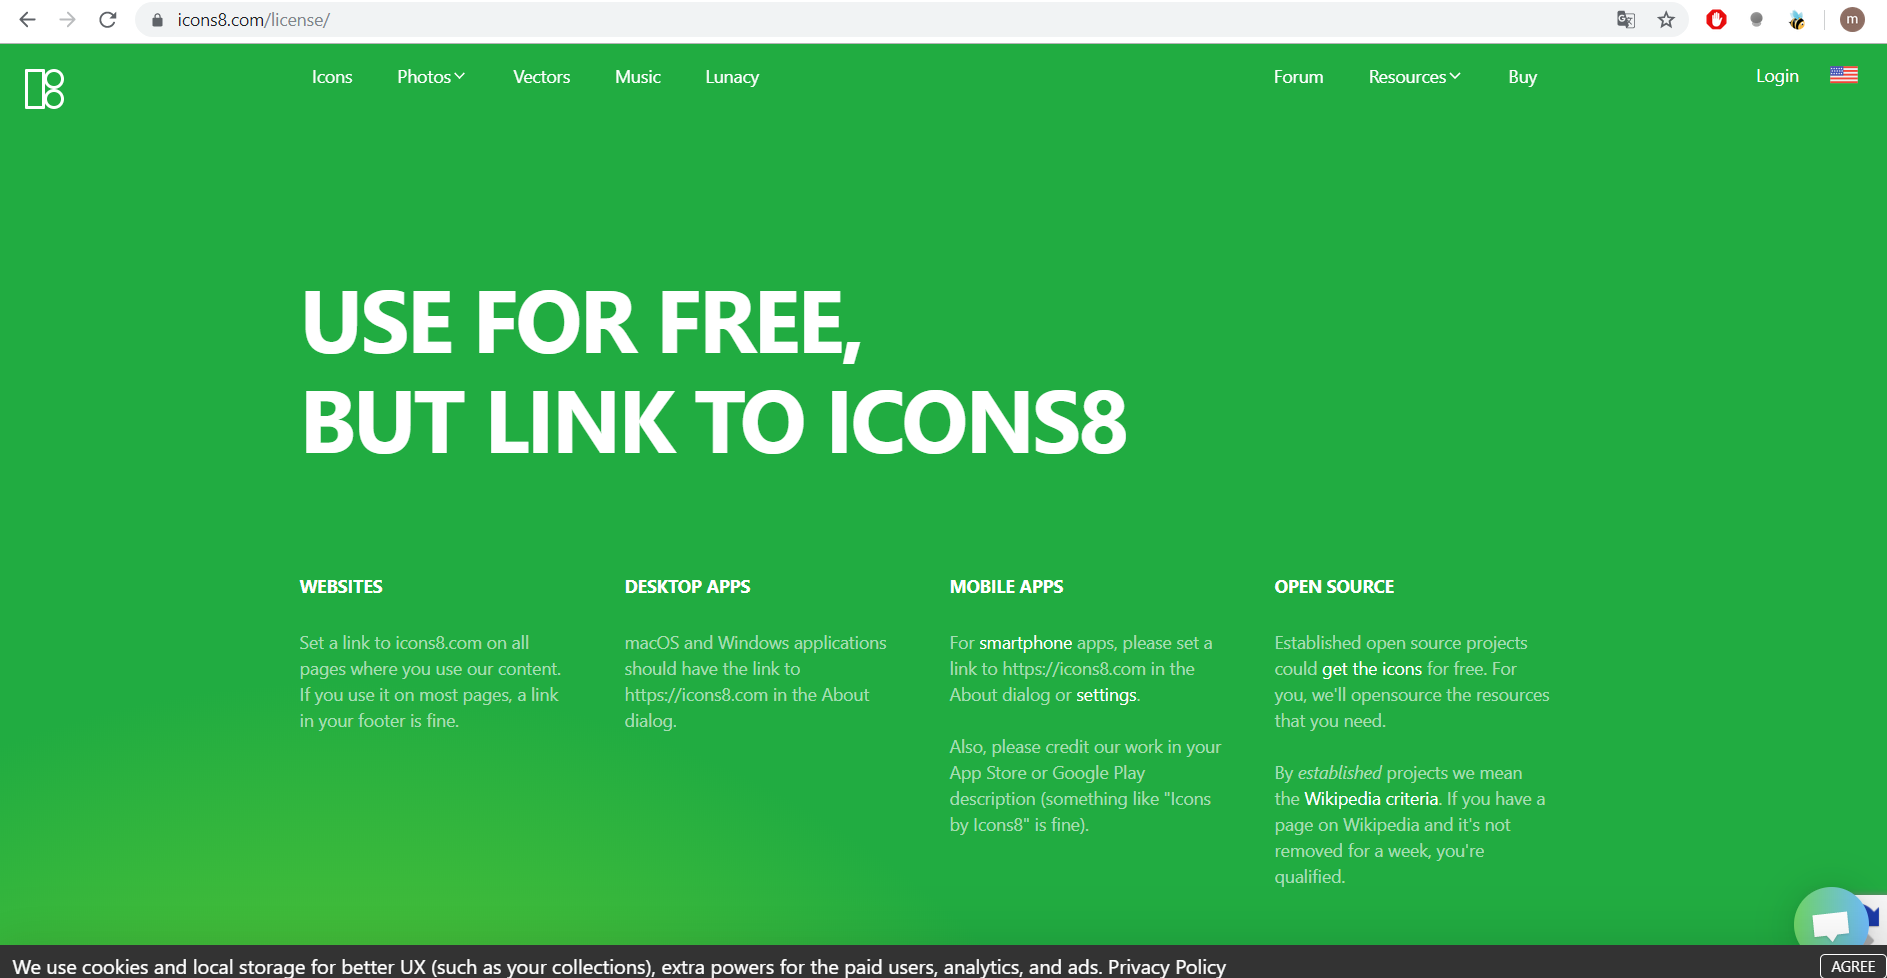 icons8.com/license/
m
Icons Photos Vectors Music Lunacy Forum Resources Buy Login
USE FOR FREE,
BUT LINK TO ICONS8
WEBSITES
Set a link to icons8.com on all
pages where you use our content.
If you use it on most pages, a link
in your footer is fine.
DESKTOP APPS
macOS and Windows applications
should have the link to
https://icons8.com in the About
dialog.
MOBILE APPS
For smartphone apps, please set a
link to https://icons8.com in the
About dialog or settings.
Also, please credit our work in your
App Store or Google Play
description (something like "Icons
by Icons8" is fine).
OPEN SOURCE
Established open source projects
could get the icons for free. For
you, we'll opensource the resources
that you need.
By established projects we mean
the Wikipedia criteria. If you have a
page on Wikipedia and it's not
removed for a week, you're
qualified.
We use cookies and local storage for better UX (such as your collections), extra powers for the paid users, analytics, and ads. Privacy Policy
AGREE